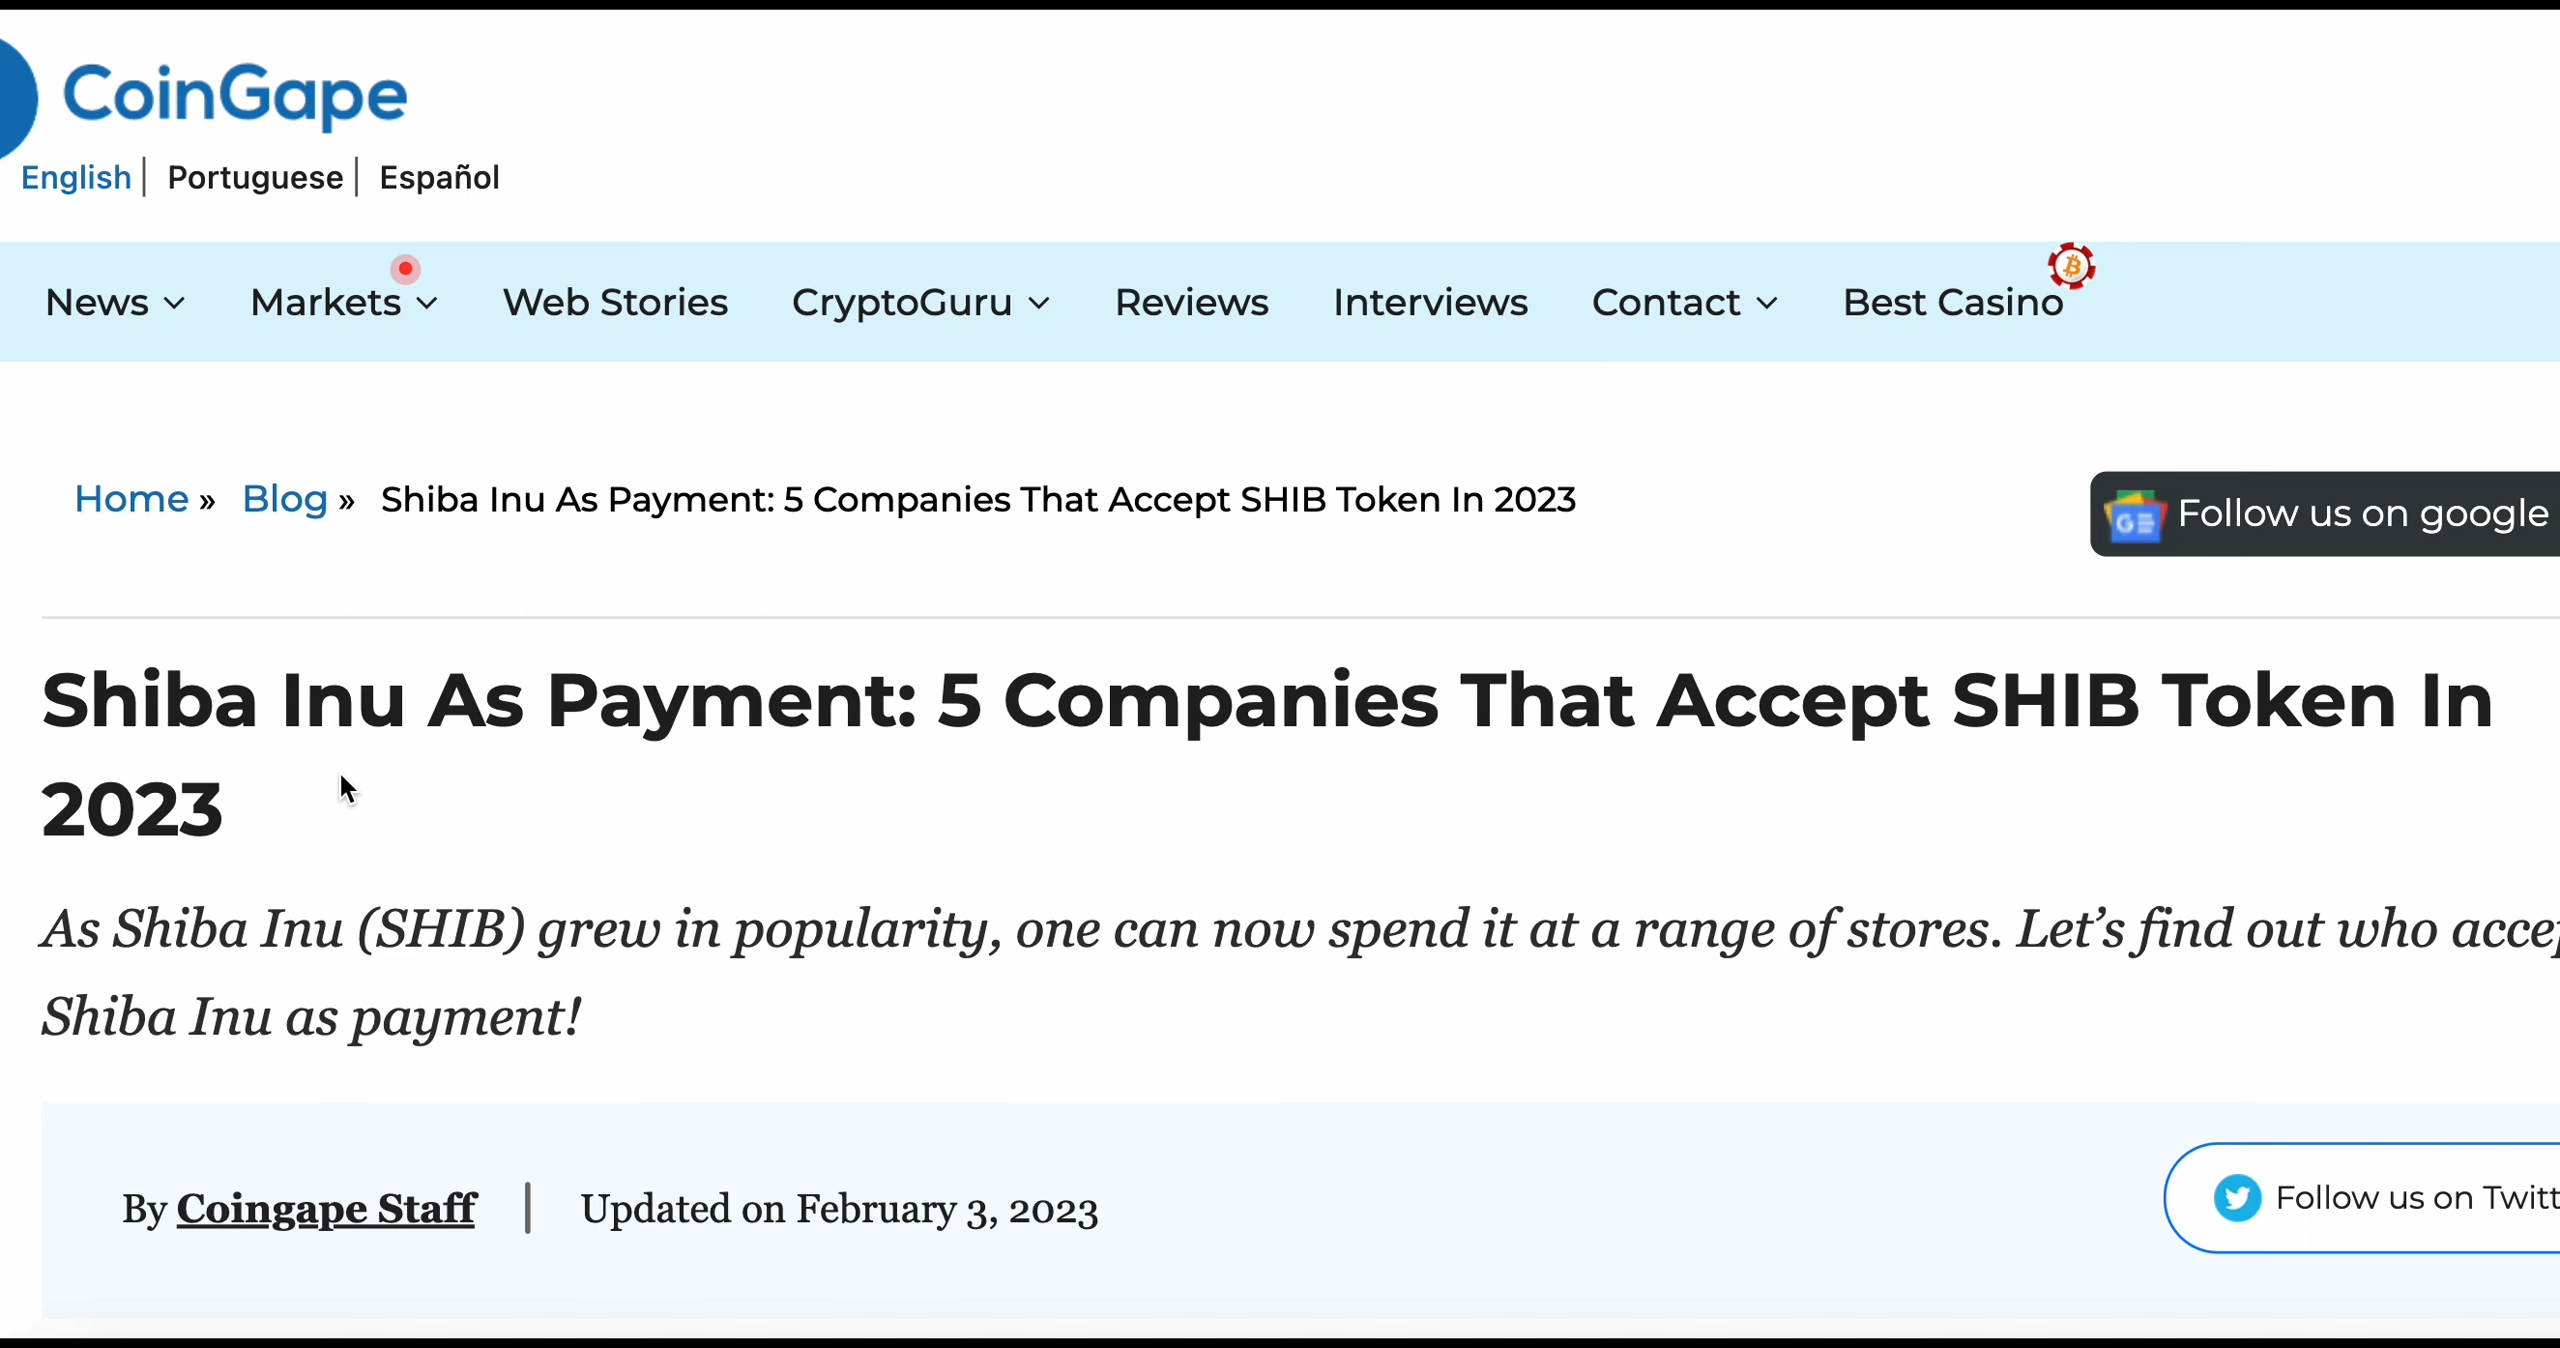 CoinGape
English | Portuguese | Español
News Markets Web Stories CryptoGuru Reviews Interviews Contact Best Casino
Home » Blog » Shiba Inu As Payment: 5 Companies That Accept SHIB Token In 2023
Follow us on google
Shiba Inu As Payment: 5 Companies That Accept SHIB Token In
2023
As Shiba Inu (SHIB) grew in popularity, one can now spend it at a range of stores. Let's find out who
Shiba Inu as payment!
By Coingape Staff | Updated on February 3, 2023
Follow us on